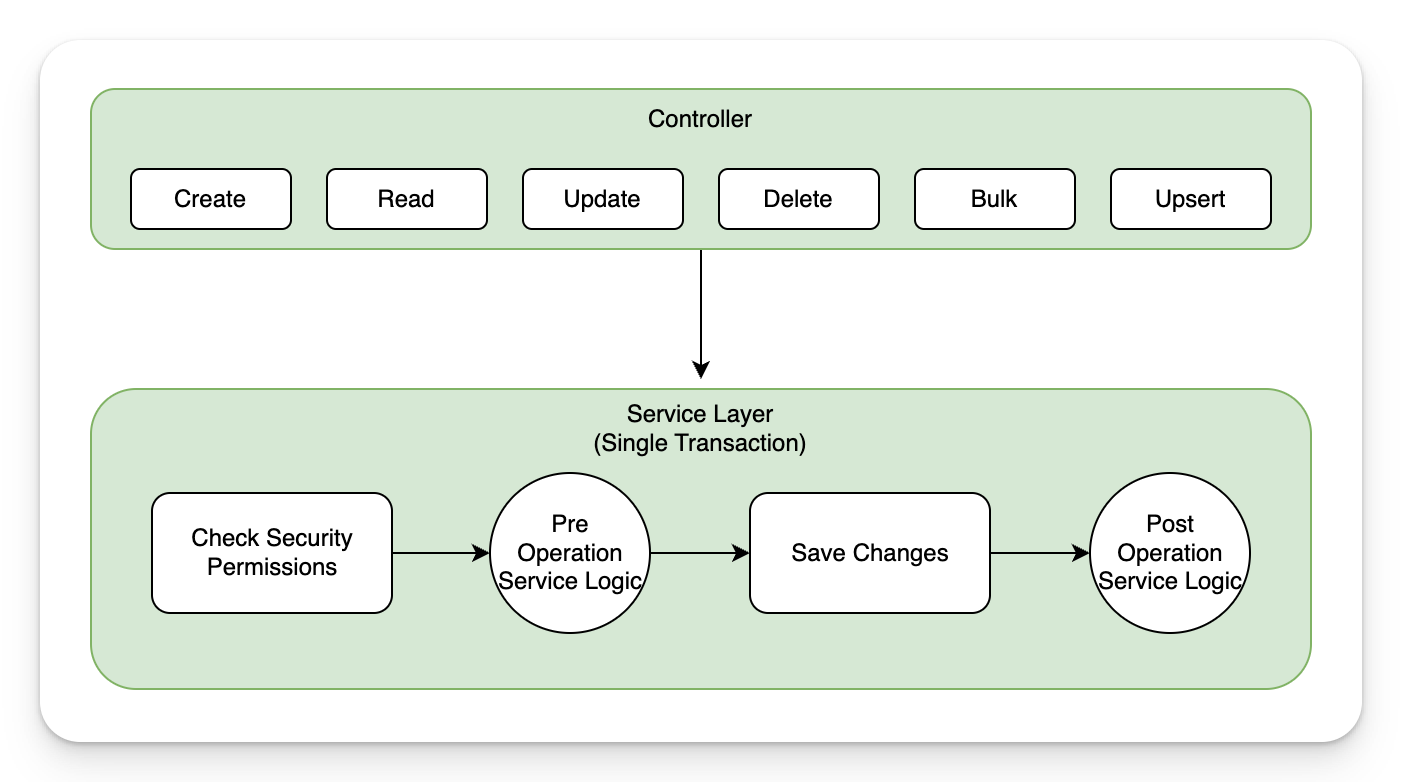 Controller
Create
Read
Update
Delete
Bulk
Upsert
Service Layer
(Single Transaction)
Check Security
Permissions
Pre
Operation
Service Logic
Save Changes
Post
Operation
Service Logic